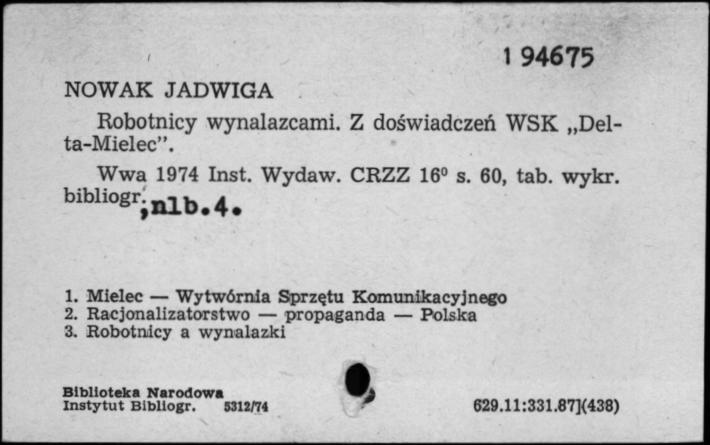 1 94675
NOWAK JADWIGA
Robotnicy wynalazcami. Z doświadczeń WSK „Del-
ta-Mielec”.
Wwa 1974 Inst. Wydaw. CRZZ 16⁰ s. 60, tab. wykr.
bibliogr.,nlb.4.
1. Mielec — Wytwórnia Sprzętu Komunikacyjnego
2. Racjonalizatorstwo — propaganda — Polska
3. Robotnicy a wynalazki
Biblioteka Narodowa
Instytut Bibliogr. 5312/74 629.11:331.87](438)